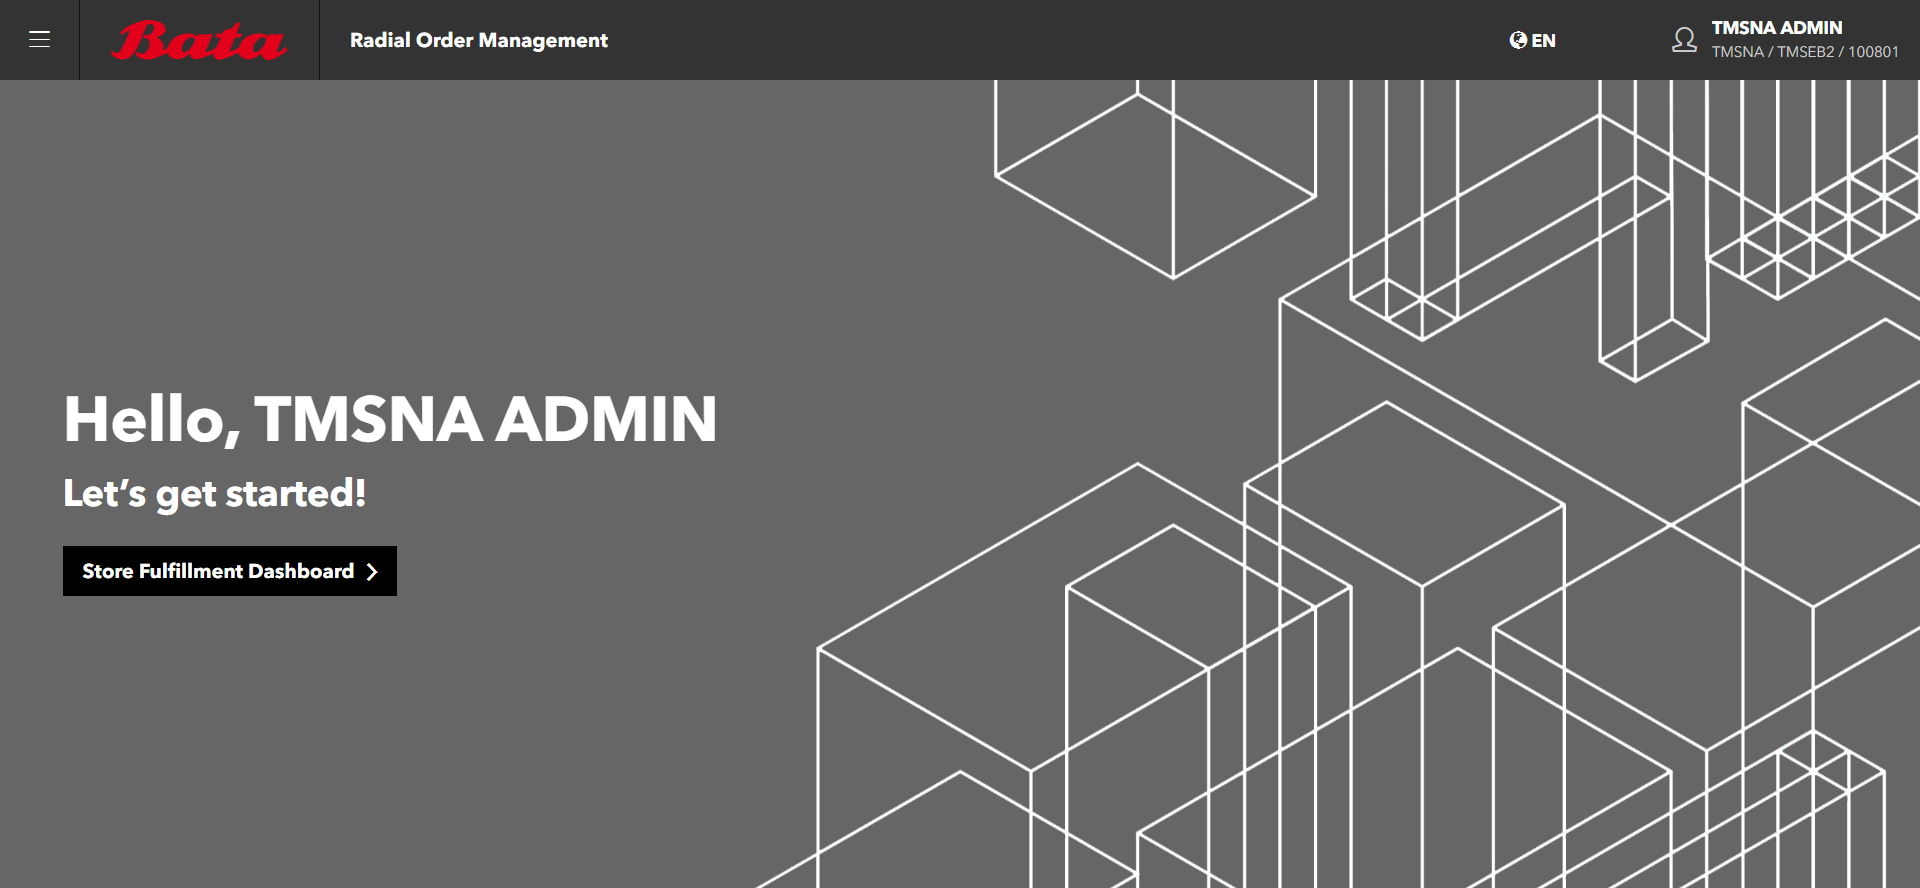 Bata
Radial Order Management
EN
TMSNA ADMIN
TMSNA / TMSEB2 / 100801
Hello, TMSNA ADMIN
Let’s get started!
Store Fulfillment Dashboard